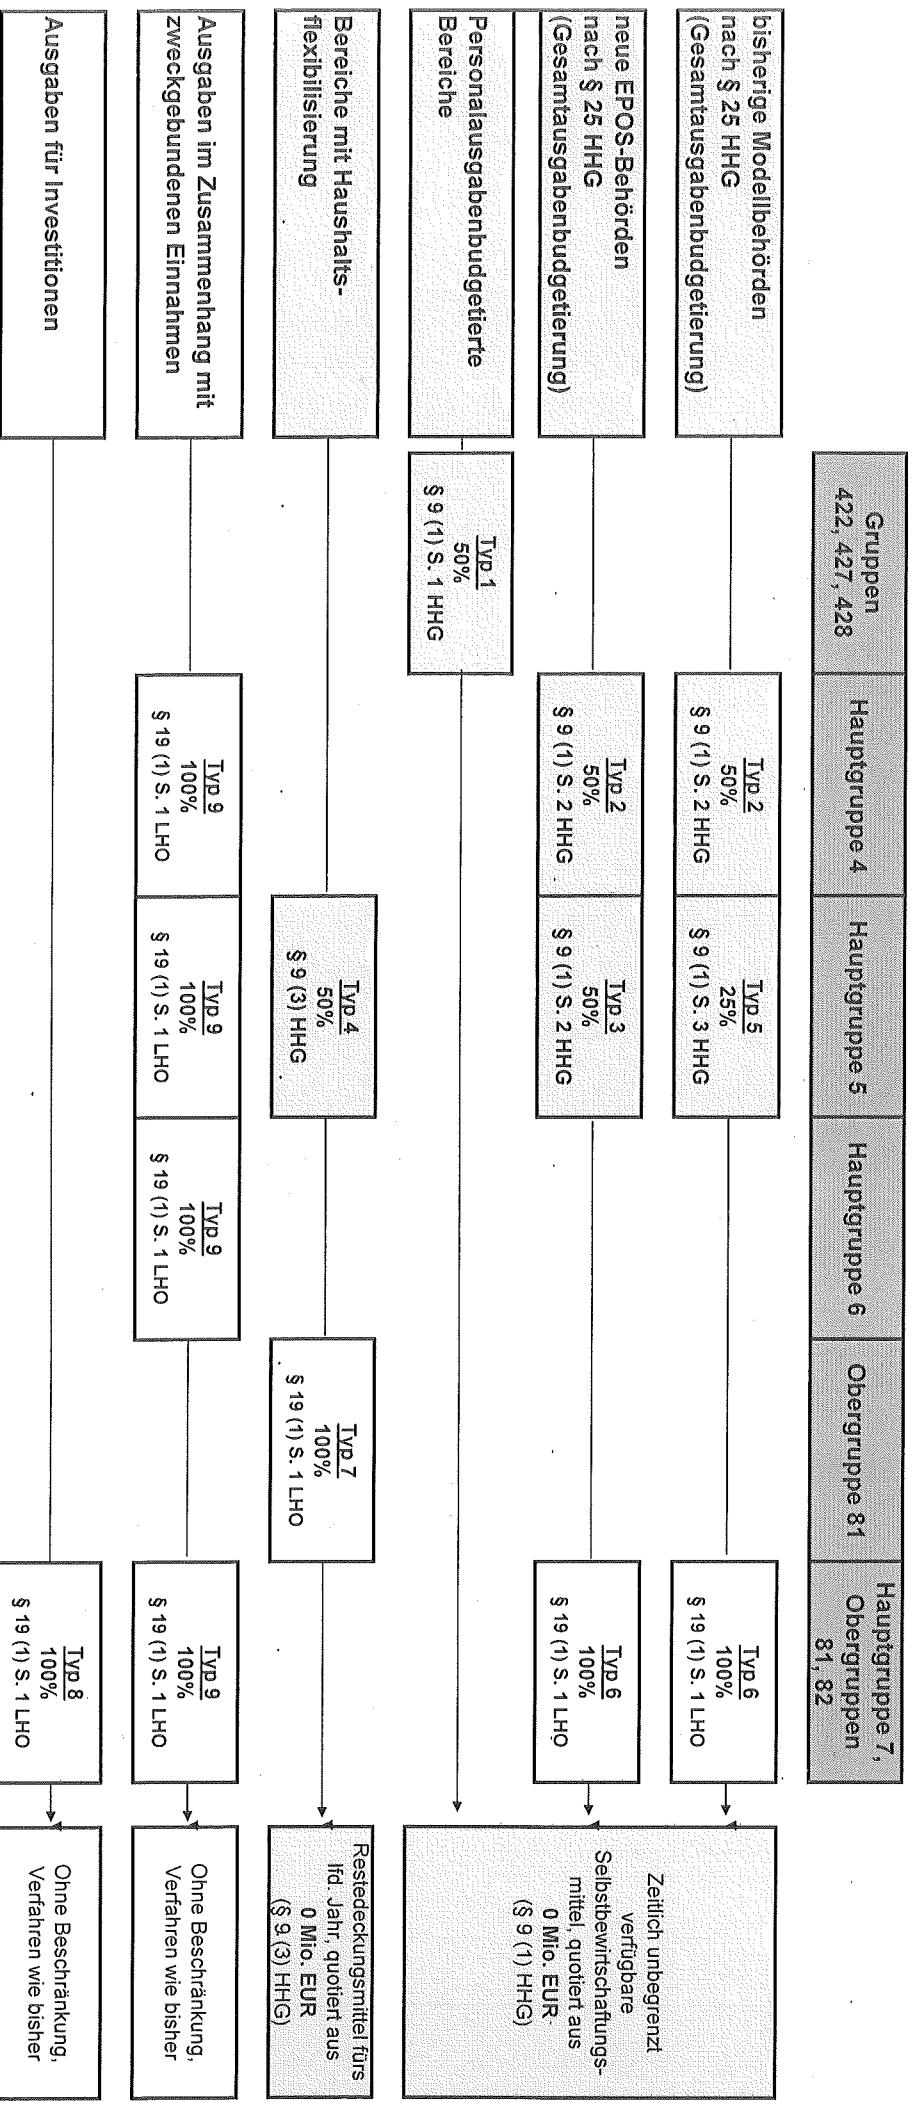 Gruppen
422, 427, 428
Hauptgruppe 4
Hauptgruppe 5
Hauptgruppe 6
Obergruppe 81
Hauptgruppe 7,
Obergruppen
81, 82
bisherige Modellbehörden
nach § 25 HHG
(Gesamtausgabenbudgetierung)
Typ 2
50%
§ 9 (1) S. 2 HHG
Typ 5
25%
§ 9 (1) S. 3 HHG
Typ 6
100%
§ 19 (1) S. 1 LHO
neue EPOS-Behörden
nach § 25 HHG
(Gesamtausgabenbudgetierung)
Typ 2
50%
§ 9 (1) S. 2 HHG
Typ 3
50%
§ 9 (1) S. 2 HHG
Typ 6
100%
§ 19 (1) S. 1 LHO
Personalausgabenbudgetierte
Bereiche
Typ 1
50%
§ 9 (1) S. 1 HHG
Zeitlich unbegrenzt
verfügbare
Selbstbewirtschaftungs-
mittel, quotiert aus
0 Mio. EUR
(§ 9 (1) HHG)
Bereiche mit Haushalts-
flexibilisierung
Typ 4
50%
§ 9 (3) HHG
Typ 7
100%
§ 19 (1) S. 1 LHO
Restedeckungsmittel fürs
lfd. Jahr, quotiert aus
0 Mio. EUR
(§ 9 (3) HHG)
Ausgaben im Zusammenhang mit
zweckgebundenen Einnahmen
Typ 9
100%
§ 19 (1) S. 1 LHO
Typ 9
100%
§ 19 (1) S. 1 LHO
Typ 9
100%
§ 19 (1) S. 1 LHO
Typ 9
100%
§ 19 (1) S. 1 LHO
Ohne Beschränkung,
Verfahren wie bisher
Ausgaben für Investitionen
Typ 8
100%
§ 19 (1) S. 1 LHO
Ohne Beschränkung,
Verfahren wie bisher